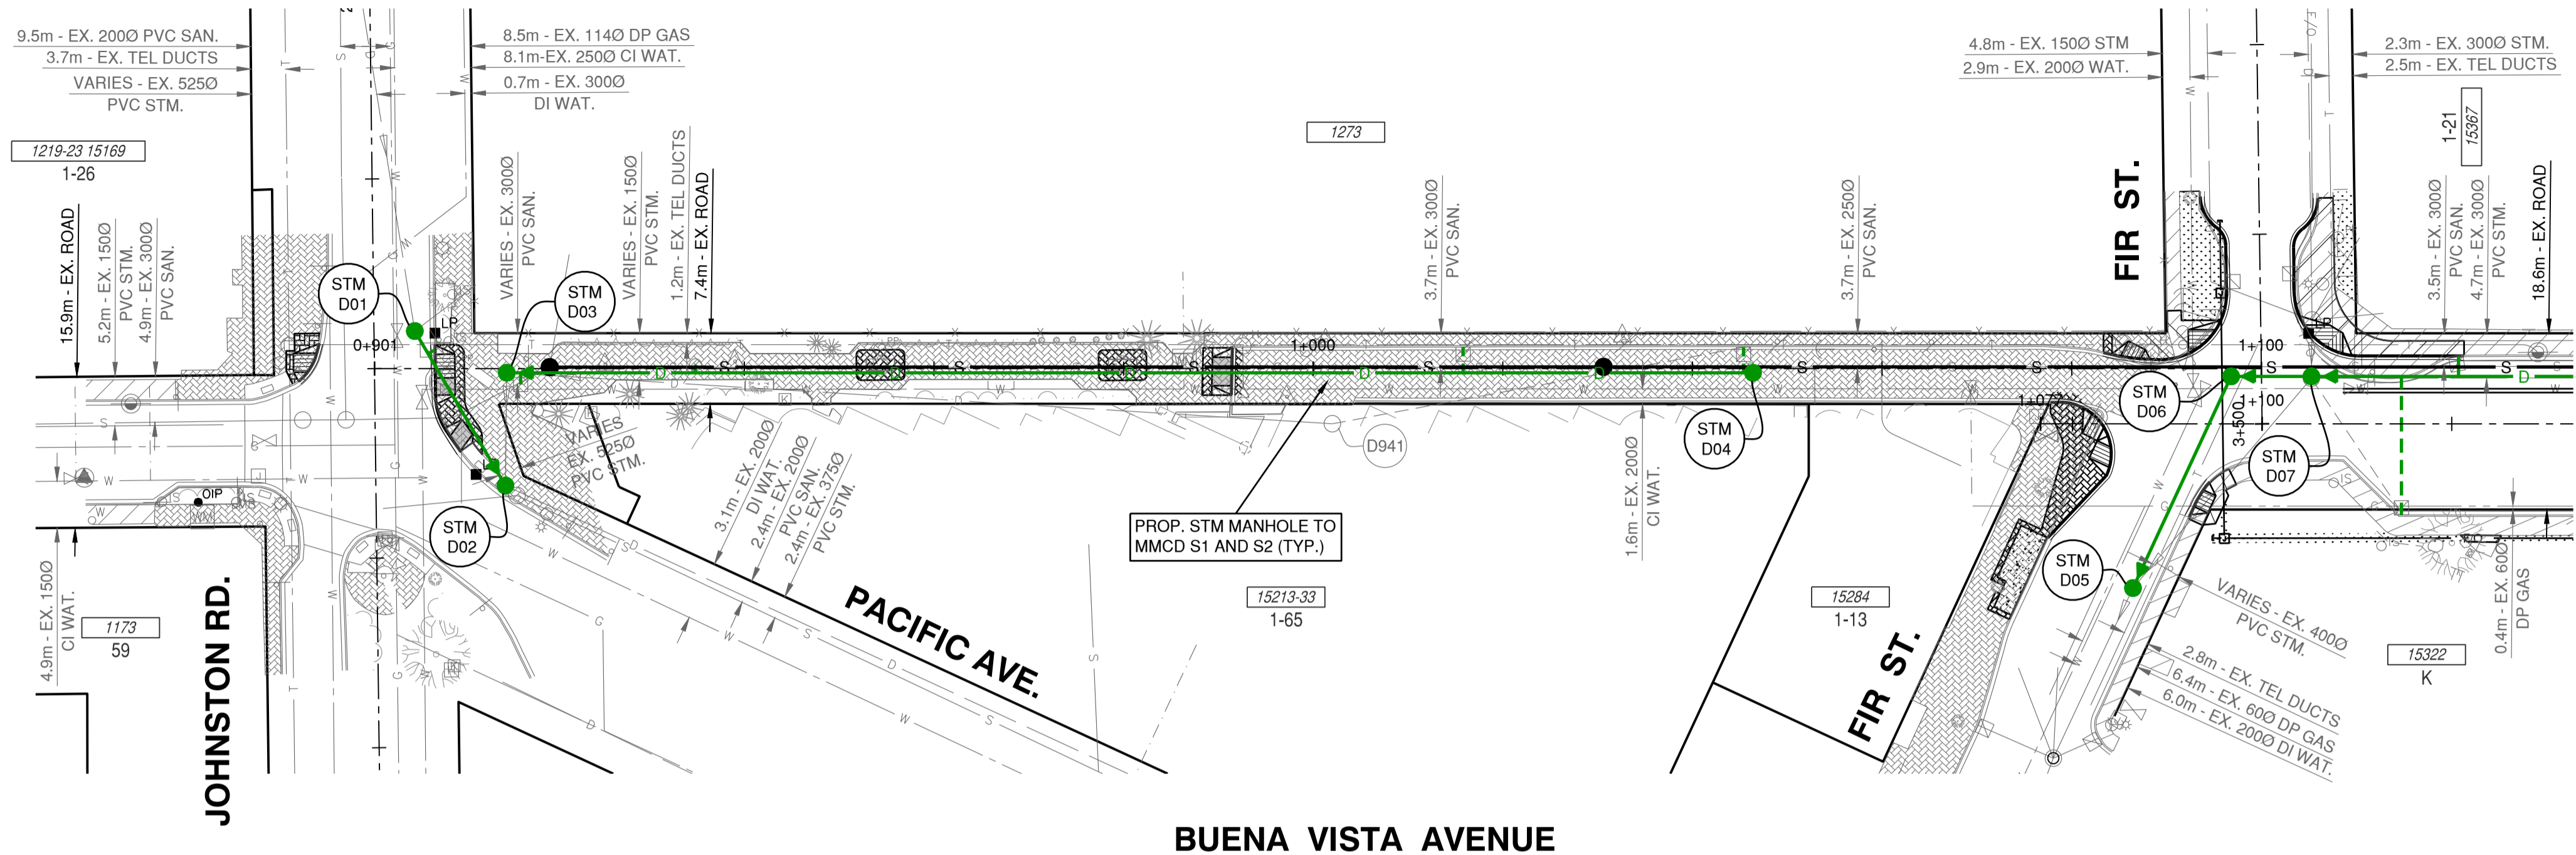 9.5m - EX. 200Ø PVC SAN.
3.7m - EX. TEL DUCTS
VARIES - EX. 525Ø
PVC STM.
8.5m - EX. 114Ø DP GAS
8.1m-EX. 250Ø CI WAT.
0.7m - EX. 300Ø
DI WAT.
4.8m - EX. 150Ø STM
2.9m - EX. 200Ø WAT.
2.3m - EX. 300Ø STM.
2.5m - EX. TEL DUCTS
1219-23 15169
1-26
1273
1-21
15367
15.9m - EX. ROAD
5.2m - EX. 150Ø
PVC STM.
4.9m - EX. 300Ø
PVC SAN.
STM
D01
0+901
LP
VARIES - EX. 300Ø
PVC SAN.
STM
D03
VARIES - EX. 150Ø
PVC STM.
1.2m - EX. TEL DUCTS
7.4m - EX. ROAD
1+000
3.7m - EX. 300Ø
PVC SAN.
3.7m - EX. 250Ø
PVC SAN.
FIR ST.
1+100
LP
3.5m - EX. 300Ø
PVC SAN.
4.7m - EX. 300Ø
PVC STM.
18.6m - EX. ROAD
STM
D06
1+100
3+500
STM
D07
STM
D04
D941
OIP
WM
STM
D02
VARIES
EX. 525Ø
PVC STM.
3.1m - EX. 200Ø
DI WAT.
2.4m - EX. 200Ø
PVC SAN.
2.4m - EX. 375Ø
PVC STM.
PROP. STM MANHOLE TO
MMCD S1 AND S2 (TYP.)
1.6m - EX. 200Ø
CI WAT.
STM
D05
4.9m - EX. 150Ø
CI WAT.
1173
59
JOHNSTON RD.
PACIFIC AVE.
15213-33
1-65
15284
1-13
FIR ST.
VARIES - EX. 400Ø
PVC STM.
2.8m - EX. TEL DUCTS
6.4m - EX. 60Ø DP GAS
6.0m - EX. 200Ø DI WAT.
0.4m - EX. 60Ø
DP GAS
15322
K
BUENA VISTA AVENUE